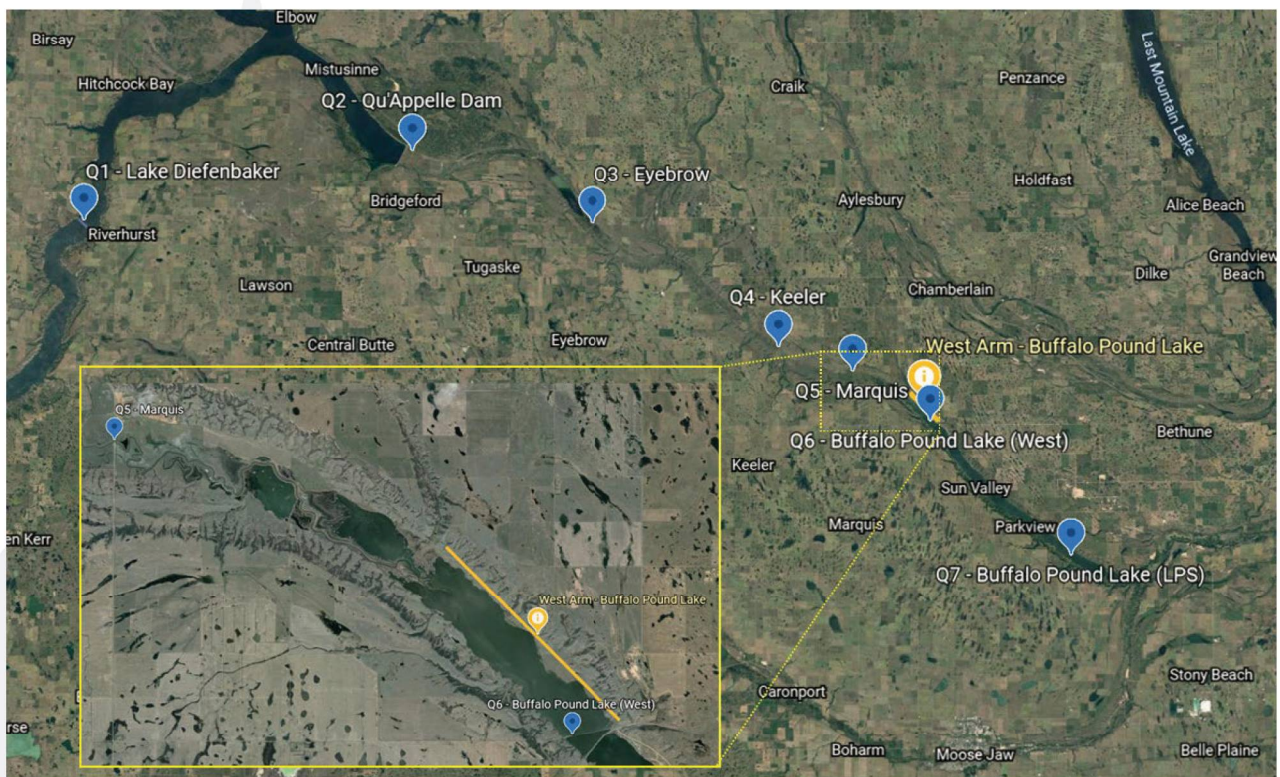 Elbow
Birsay
Mistusinne
Hitchcock Bay
Craik
Penzance
Last Mountain Lake
Q2 - Qu'Appelle Dam
Q1 - Lake Diefenbaker
Q3 - Eyebrow
Holdfast
Bridgeford
Aylesbury
Alice Beach
Riverhurst
Grandview
Beach
Tugaske
Dilke
Lawson
Chamberlain
Q4 - Keeler
Central Butte
Eyebrow
West Arm - Buffalo Pound Lake
Q5 - Marquis
Q5 - Marquis
Bethune
Q6 - Buffalo Pound Lake (West)
Keeler
Sun Valley
Marquis
Parkview
en Kerr
Q7 - Buffalo Pound Lake (LPS)
West Arm - Buffalo Pound Lake
Stony Beach
Caronport
Q6 - Buffalo Pound Lake (West)
rse
Boharm
Moose Jaw
Belle Plaine